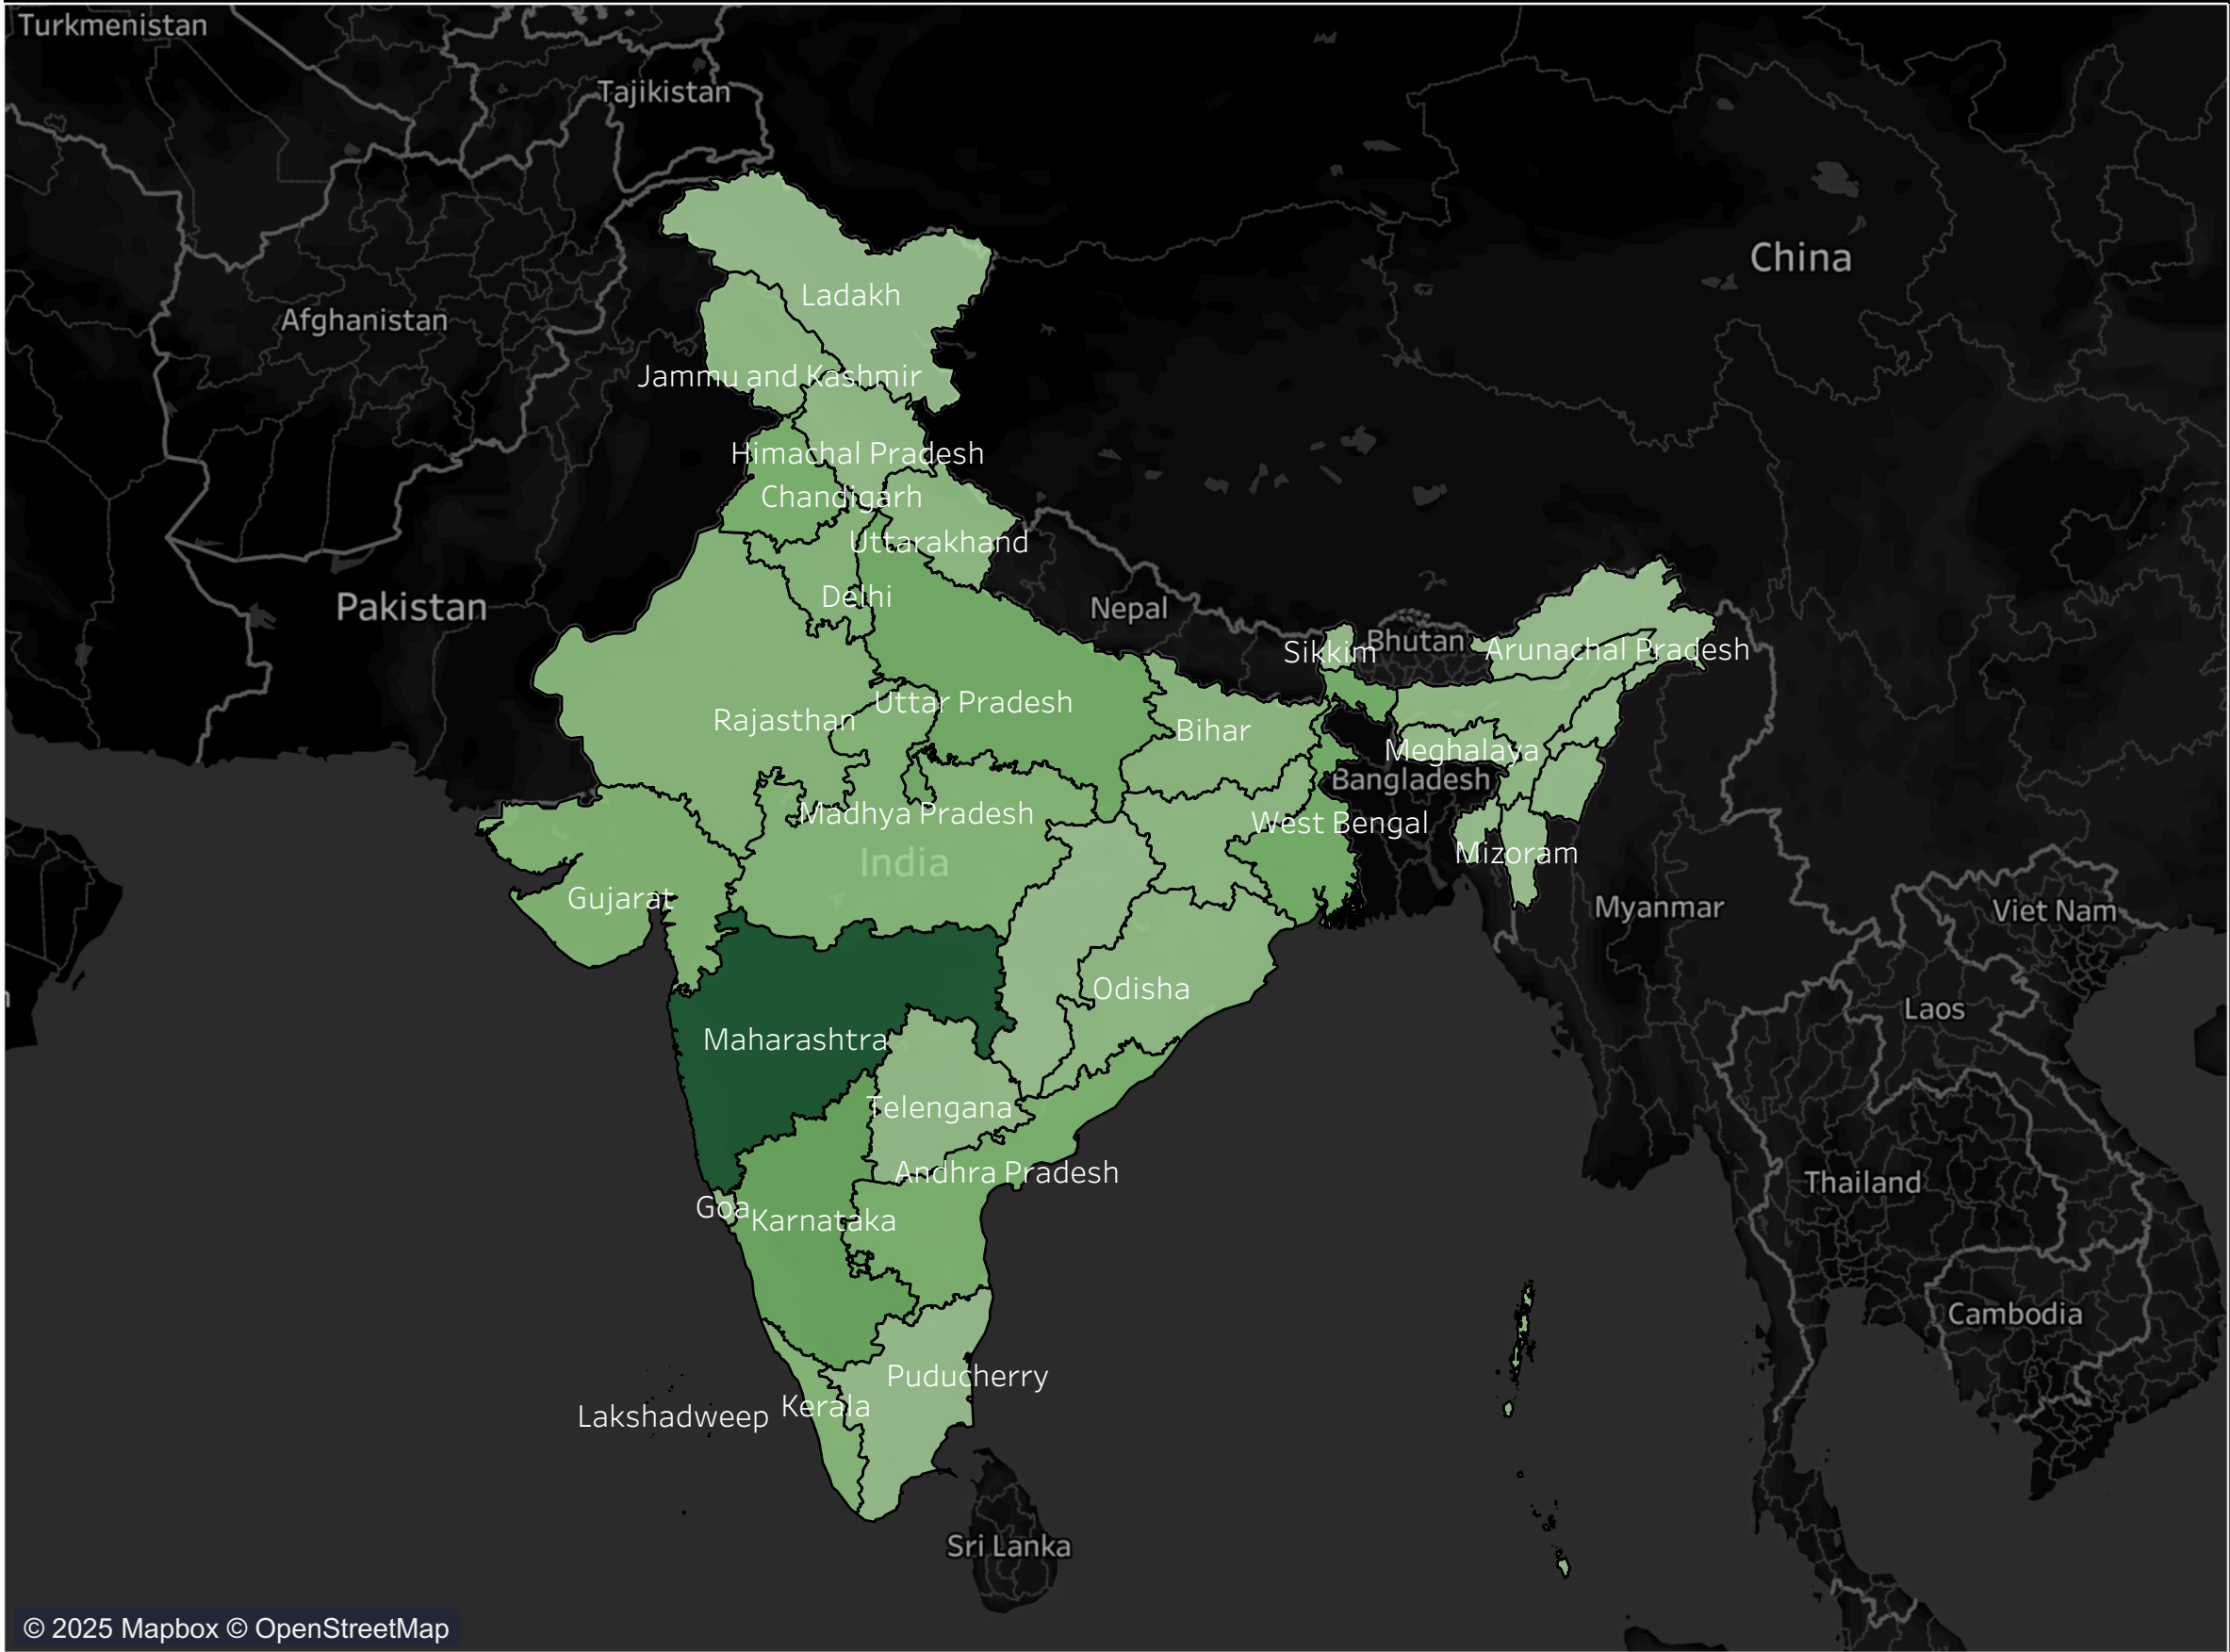 Turkmenistan
Tajikistan
China
Ladakh
Afghanistan
Jammu and Kashmir
Himachal Pradesh
Chandigarh
Uttarakhand
Delhi
Pakistan
Nepal
Sikkim
Bhutan
Arunachal Pradesh
Uttar Pradesh
Rajasthan
Bihar
Meghalaya
Bangladesh
Madhya Pradesh
West Bengal
Mizoram
India
Gujarat
Myanmar
Viet Nam
Odisha
Laos
Maharashtra
Telengana
Andhra Pradesh
Thailand
Goa
Karnataka
Cambodia
Puducherry
Kerala
Lakshadweep
Sri Lanka
© 2025 Mapbox © OpenStreetMap